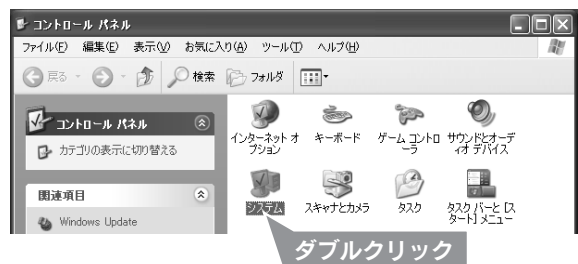 コントロール パネル
ファイル(F) 編集(E) 表示(V) お気に入り(A) ツール(T) ヘルプ(H)
戻る 検索 フォルダ
コントロール パネル
カテゴリの表示に切り替える
関連項目
Windows Update
インターネット オ
プション
キーボード
ゲーム コントロ
ーラ
サウンドとオーデ
ィオ デバイス
システム
スキャナとカメラ
タスク
タスク バーと [ス
タート] メニュー
ダブルクリック